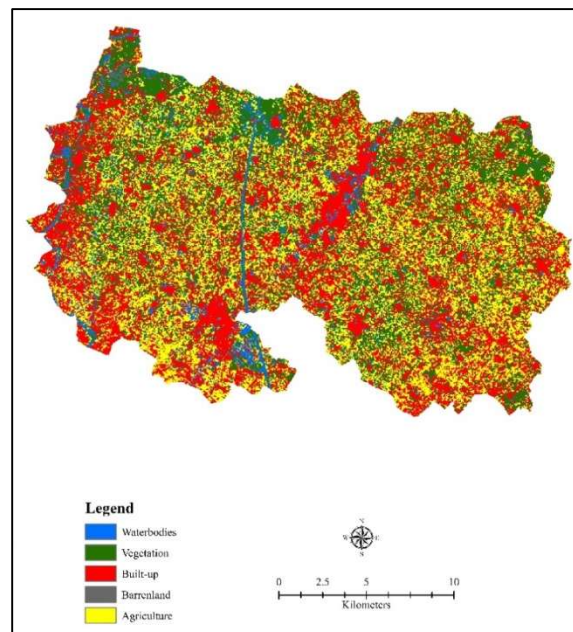 Legend
Waterbodies
Vegetation
Built-up
Barrenland
Agriculture
N
W E
S
0 2.5 5 10
Kilometers